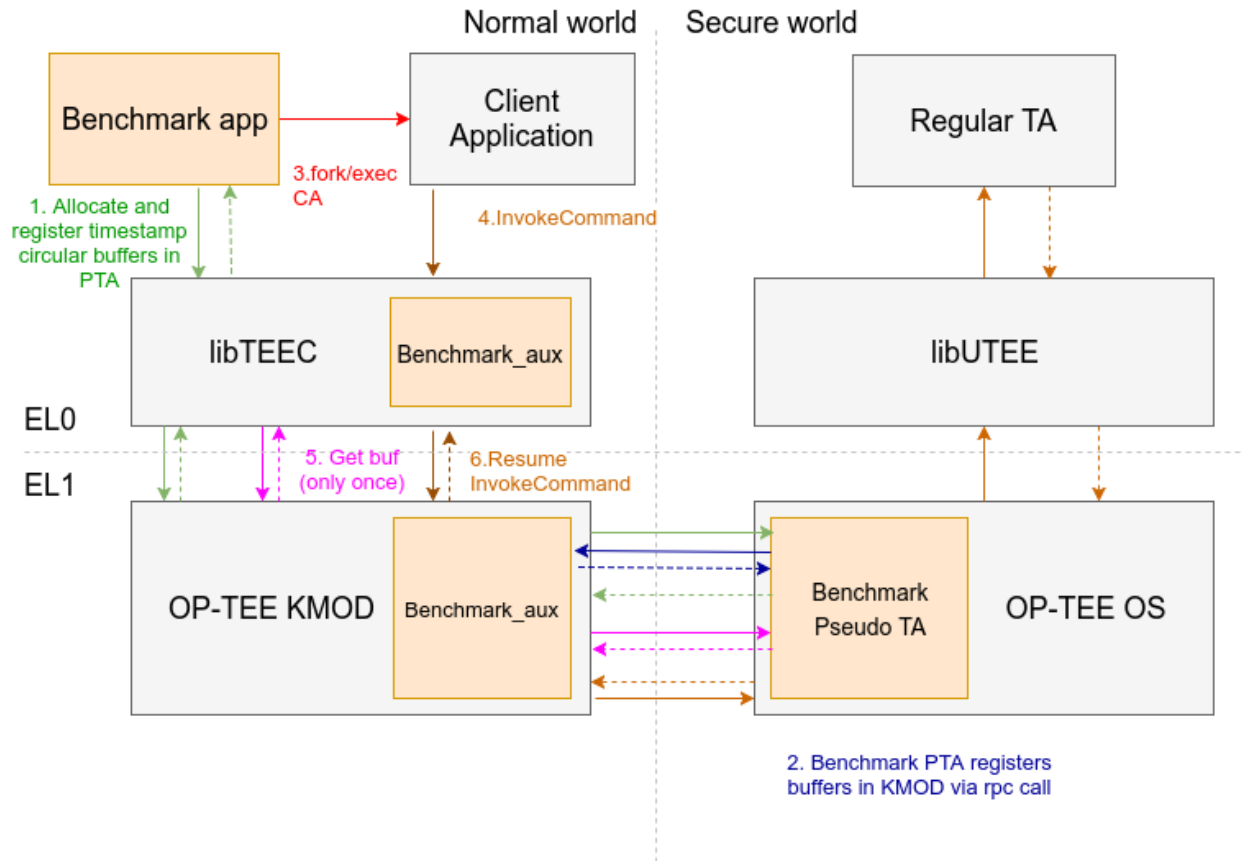 Normal world
Secure world
Benchmark app
Client
Application
Regular TA
3.fork/exec
CA
1. Allocate and
register timestamp
circular buffers in
PTA
4.InvokeCommand
libTEEC
Benchmark_aux
libUTEE
EL0
EL1
5. Get buf
(only once)
6.Resume
InvokeCommand
OP-TEE KMOD
Benchmark_aux
Benchmark
Pseudo TA
OP-TEE OS
2. Benchmark PTA registers
buffers in KMOD via rpc call